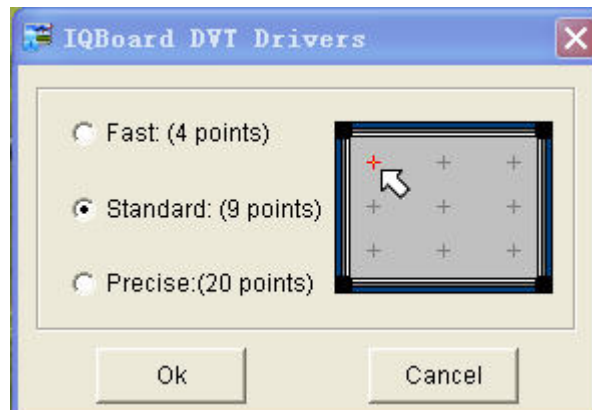 IQBoard DVT Drivers
Fast: (4 points)
Standard: (9 points)
Precise:(20 points)
Ok
Cancel